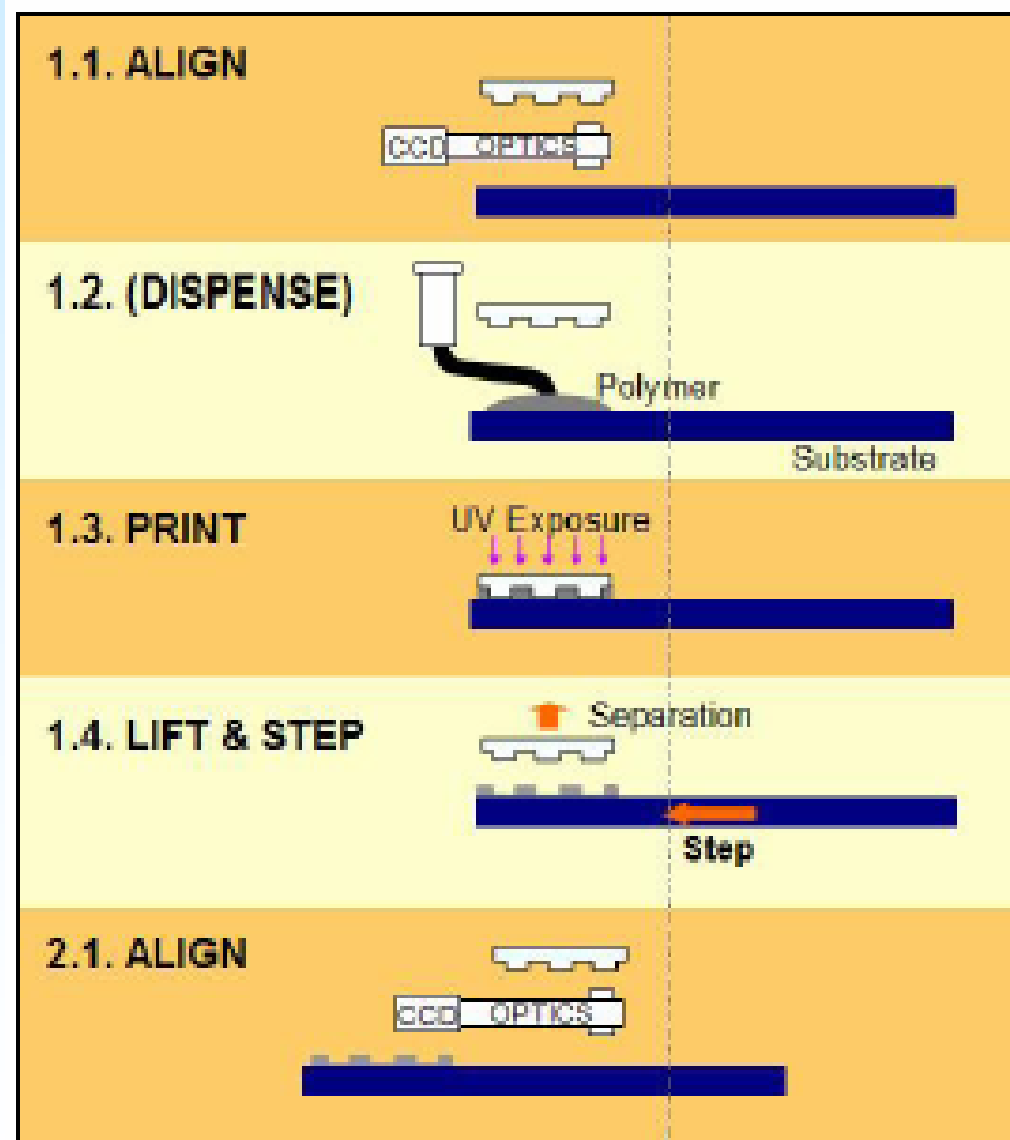 1.1. ALIGN
CCD OPTICS
1.2. (DISPENSE)
Polymer
Substrate
1.3. PRINT
UV Exposure
1.4. LIFT & STEP
Separation
Step
2.1. ALIGN
CCD OPTICS